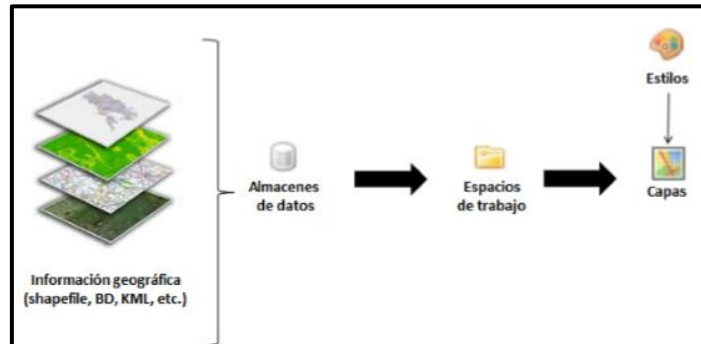 Información geográfica
(shapefile, BD, KML, etc.)
Almacenes
de datos
Espacios
de trabajo
Estilos
Capas